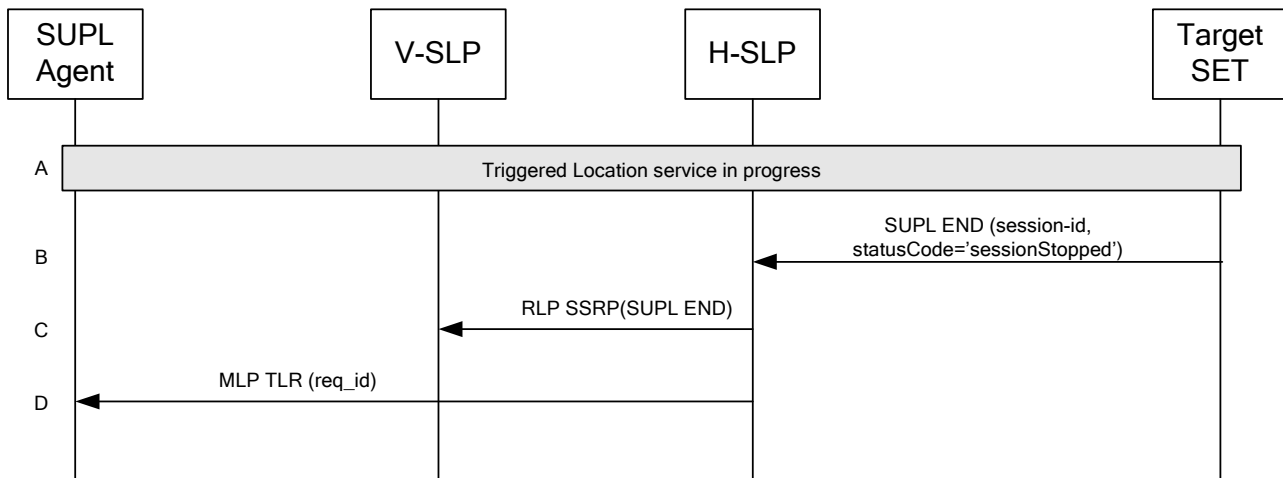 SUPL
Agent
V-SLP
H-SLP
Target
SET
A
Triggered Location service in progress
SUPL END (session-id,
statusCode=’sessionStopped’)
B
RLP SSRP(SUPL END)
C
MLP TLR (req_id)
D